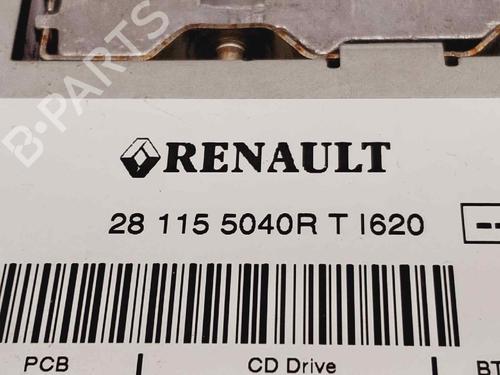 B-PARTS
RENAULT
28 115 5040R T I620
PCB
CD Drive
BT